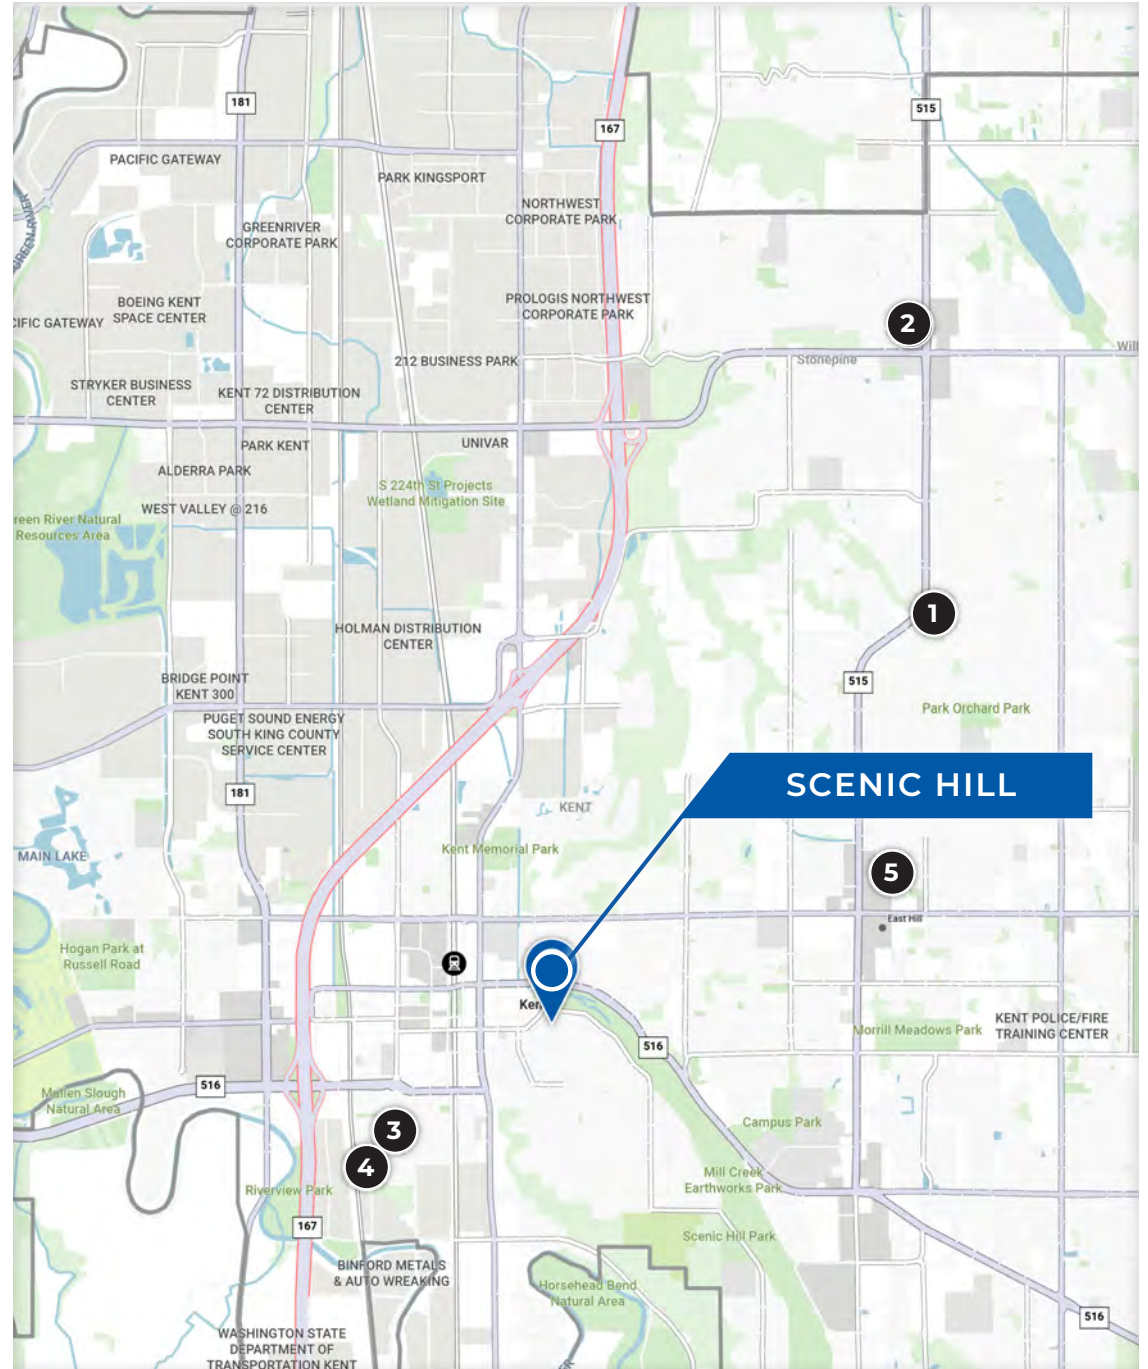 181
515
167
PACIFIC GATEWAY
PARK KINGSPORT
NORTHWEST
CORPORATE PARK
GREENRIVER
CORPORATE PARK
GREEN RIVER
BOEING KENT
SPACE CENTER
PROLOGIS NORTHWEST
CORPORATE PARK
IFIC GATEWAY
2
Will
Stonepine
212 BUSINESS PARK
STRYKER BUSINESS
CENTER
KENT 72 DISTRIBUTION
CENTER
PARK KENT
UNIVAR
ALDERRA PARK
S 224th St Projects
Wetland Mitigation Site
WEST VALLEY @ 216
reen River Natural
Resources Area
1
HOLMAN DISTRIBUTION
CENTER
BRIDGE POINT
KENT 300
515
Park Orchard Park
PUGET SOUND ENERGY
SOUTH KING COUNTY
SERVICE CENTER
SCENIC HILL
181
KENT
Kent Memorial Park
MAIN LAKE
5
East Hill
Hogan Park at
Russell Road
Ken
KENT POLICE/FIRE
TRAINING CENTER
Morrill Meadows Park
516
516
Mullen Slough
Natural Area
Campus Park
3
4
Mill Creek
Earthworks Park
Riverview Park
167
Scenic Hill Park
BINFORD METALS
& AUTO WREAKING
Horsehead Bend
Natural Area
516
WASHINGTON STATE
DEPARTMENT OF
TRANSPORTATION KENT